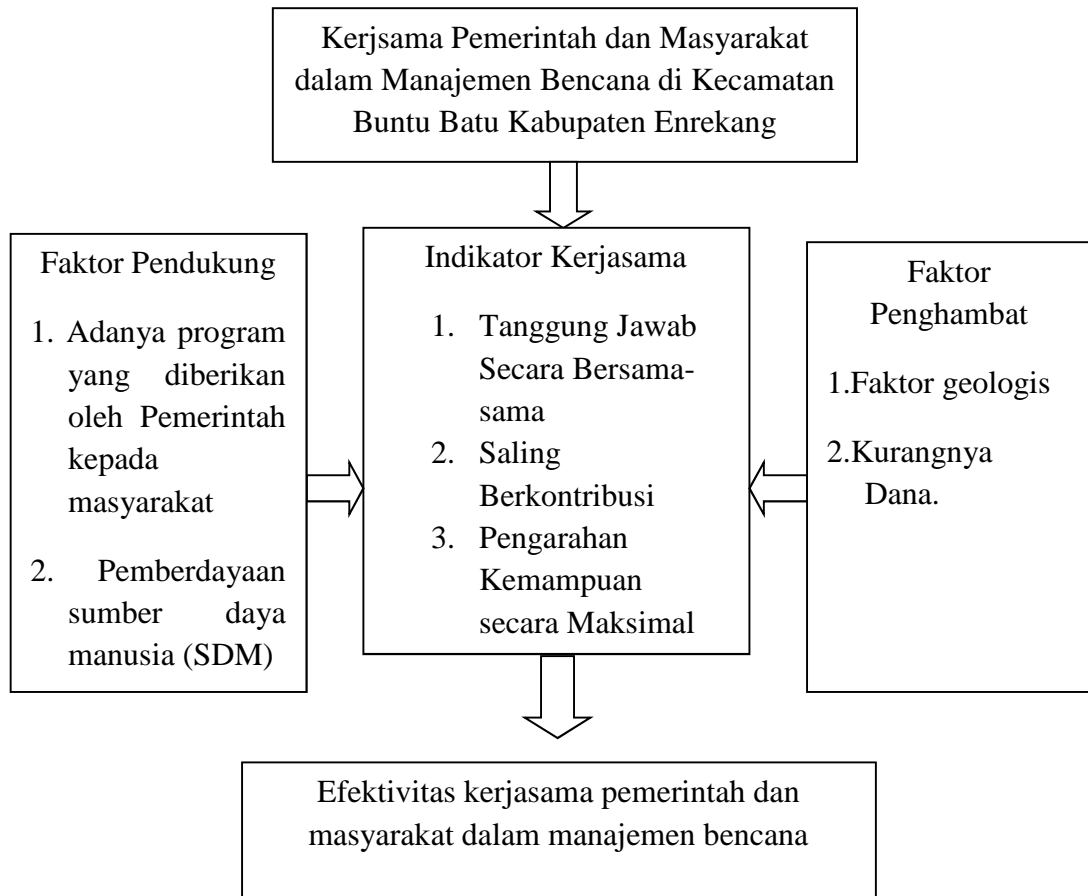 Kerjsama Pemerintah dan Masyarakat
dalam Manajemen Bencana di Kecamatan
Buntu Batu Kabupaten Enrekang
Faktor Pendukung
1. Adanya program
yang diberikan
oleh Pemerintah
kepada
masyarakat
2. Pemberdayaan
sumber daya
manusia (SDM)
Indikator Kerjasama
1. Tanggung Jawab
Secara Bersama-
sama
2. Saling
Berkontribusi
3. Pengarahan
Kemampuan
secara Maksimal
Faktor
Penghambat
1.Faktor geologis
2.Kurangnya
Dana.
Efektivitas kerjasama pemerintah dan
masyarakat dalam manajemen bencana